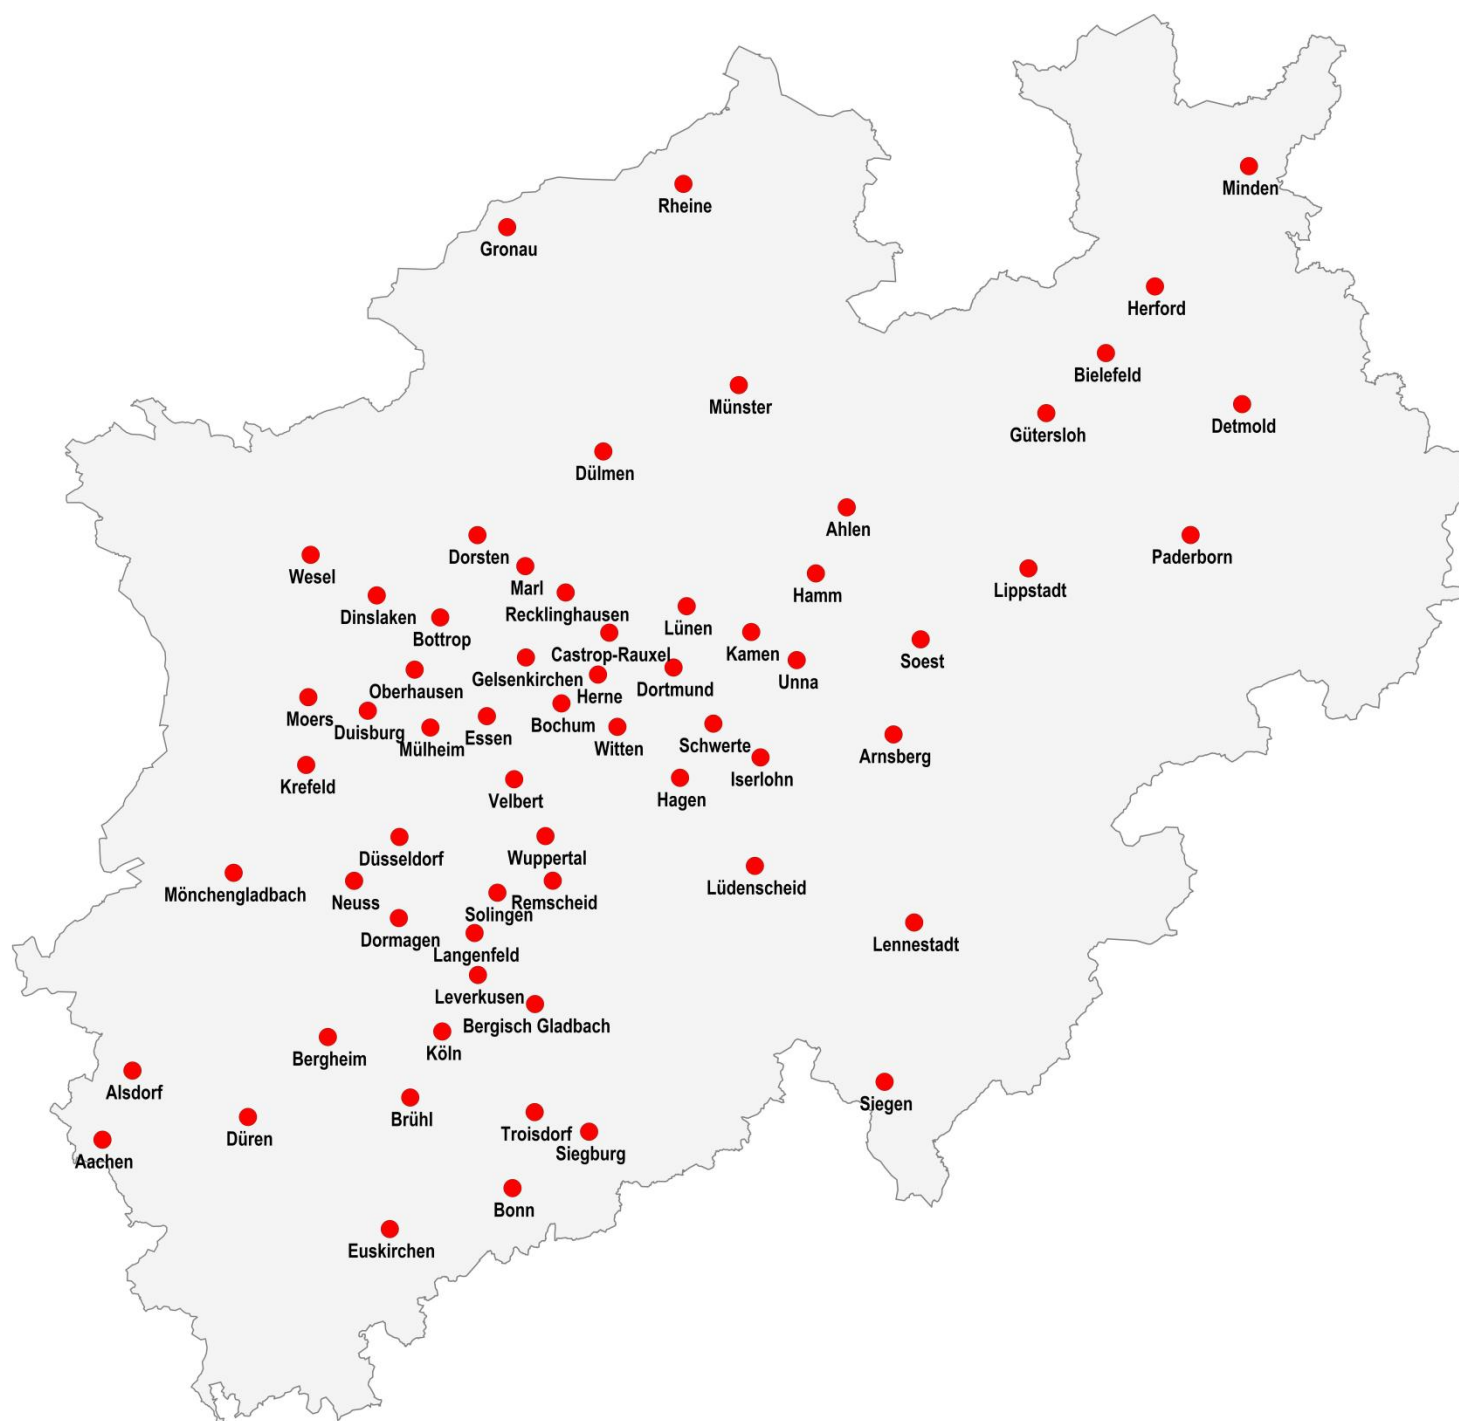 Minden
Rheine
Gronau
Herford
Bielefeld
Münster
Detmold
Gütersloh
Dülmen
Ahlen
Paderborn
Dorsten
Wesel
Lippstadt
Marl
Hamm
Recklinghausen
Dinslaken
Lünen
Bottrop
Kamen
Castrop-Rauxel
Soest
Unna
Gelsenkirchen
Dortmund
Oberhausen
Herne
Moers
Bochum
Duisburg
Essen
Schwerte
Witten
Mülheim
Arnsberg
Iserlohn
Krefeld
Hagen
Velbert
Düsseldorf
Wuppertal
Lüdenscheid
Mönchengladbach
Neuss
Remscheid
Solingen
Dormagen
Lennestadt
Langenfeld
Leverkusen
Bergisch Gladbach
Köln
Bergheim
Alsdorf
Siegen
Brühl
Troisdorf
Düren
Siegburg
Aachen
Bonn
Euskirchen